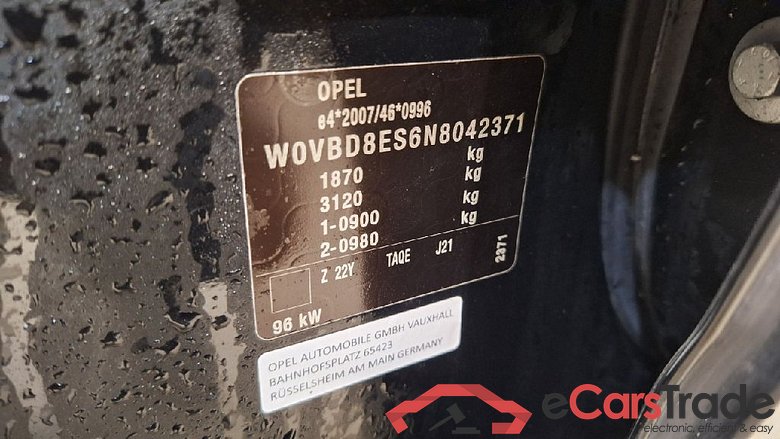 OPEL
e4*2007/46*0996
W0VBD8ES6N8042371
1870 kg
3120 kg
1-0900 kg
2-0980 kg
Z 22Y TAQE J21 2371
96 kW
OPEL AUTOMOBILE GMBH VAUXHALL
BAHNHOFSPLATZ 65423
RÜSSELSHEIM AM MAIN GERMANY
eCarsTrade
electronic, efficient & easy